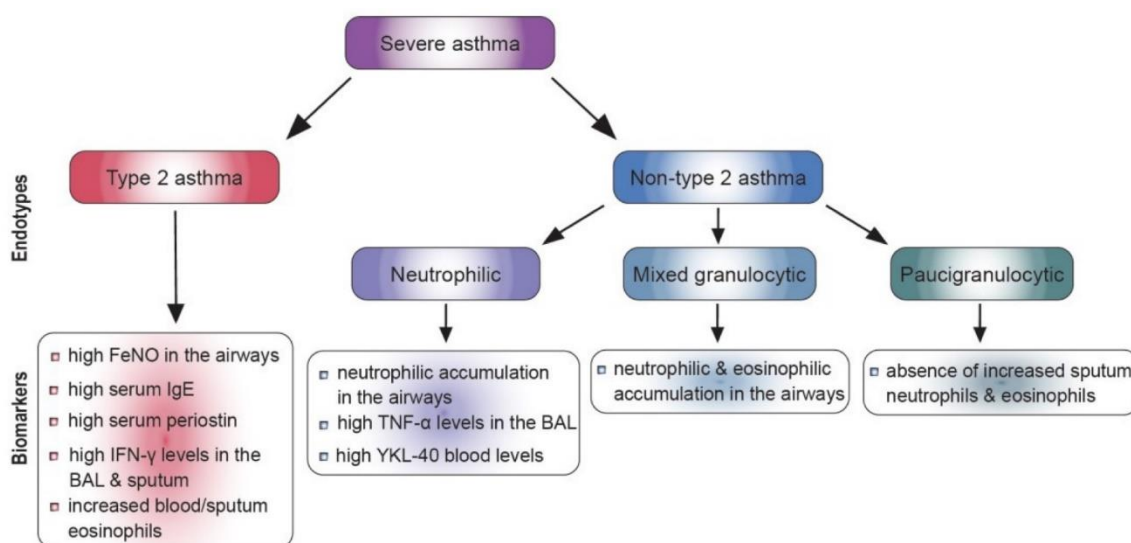 Severe asthma
Endotypes
Type 2 asthma
Non-type 2 asthma
Neutrophilic
Mixed granulocytic
Paucigranulocytic
Biomarkers
high FeNO in the airways
high serum IgE
high serum periostin
high IFN-γ levels in the
BAL & sputum
increased blood/sputum
eosinophils
neutrophilic accumulation
in the airways
high TNF-α levels in the BAL
high YKL-40 blood levels
neutrophilic & eosinophilic
accumulation in the airways
absence of increased sputum
neutrophils & eosinophils